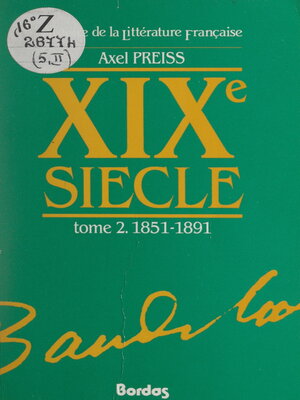 16° Z
(5, II)
de la Littérature Française
Axel PREISS
XIXe
SIECLE
tome 2. 1851-1891
Bordas